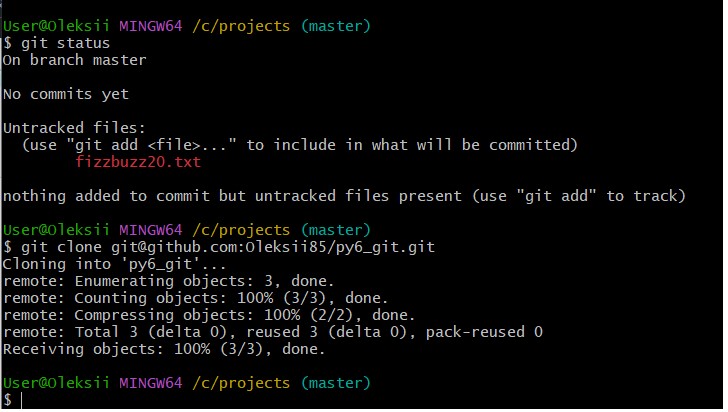 User@Oleksii MINGW64 /c/projects (master)
$ git status
On branch master
No commits yet
Untracked files:
(use "git add <file>..." to include in what will be committed)
fizzbuzz20.txt
nothing added to commit but untracked files present (use "git add" to track)
User@Oleksii MINGW64 /c/projects (master)
$ git clone git@github.com:Oleksii85/py6_git.git
Cloning into 'py6_git'...
remote: Enumerating objects: 3, done.
remote: Counting objects: 100% (3/3), done.
remote: Compressing objects: 100% (2/2), done.
remote: Total 3 (delta 0), reused 3 (delta 0), pack-reused 0
Receiving objects: 100% (3/3), done.
User@Oleksii MINGW64 /c/projects (master)
$